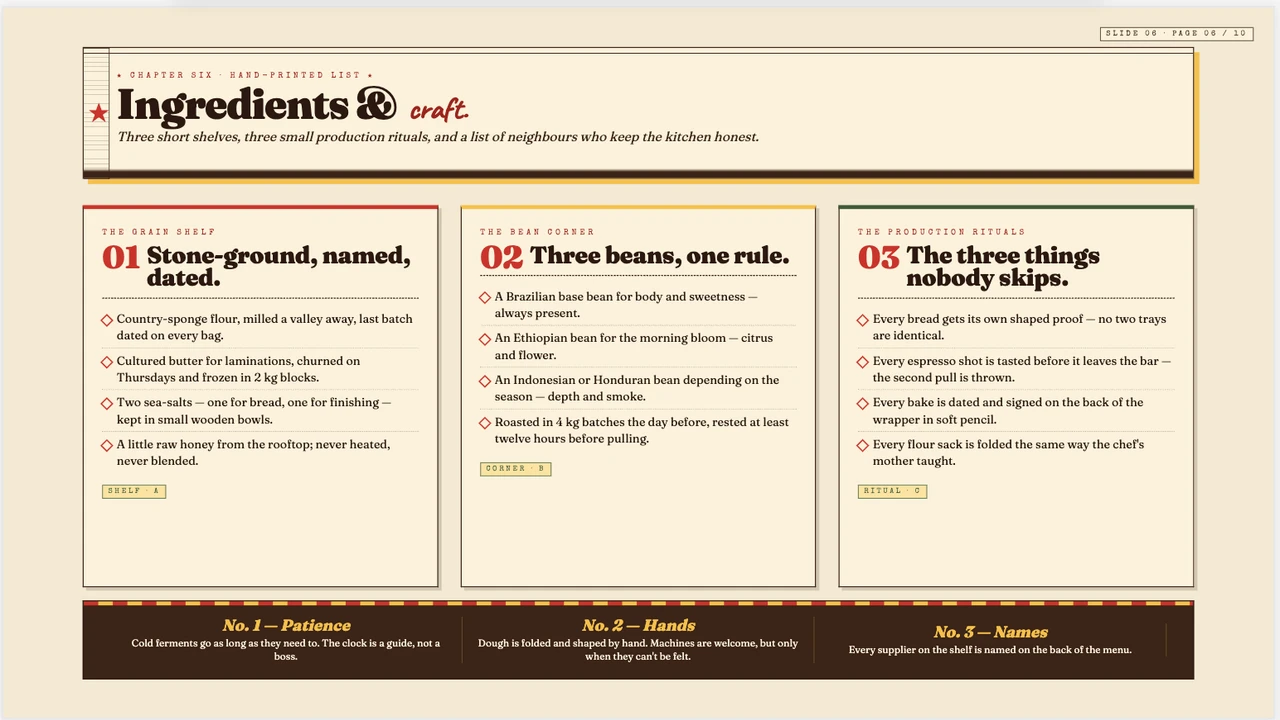 SLIDE 06 · PAGE 06 / 10
★ CHAPTER SIX · HAND-PRINTED LIST ★
Ingredients & craft.
Three short shelves, three small production rituals, and a list of neighbours who keep the kitchen honest.
THE GRAIN SHELF
01 Stone-ground, named,
dated.
Country-sponge flour, milled a valley away, last batch
dated on every bag.
Cultured butter for laminations, churned on
Thursdays and frozen in 2 kg blocks.
Two sea-salts — one for bread, one for finishing —
kept in small wooden bowls.
A little raw honey from the rooftop; never heated,
never blended.
SHELF · A
THE BEAN CORNER
02 Three beans, one rule.
A Brazilian base bean for body and sweetness —
always present.
An Ethiopian bean for the morning bloom — citrus
and flower.
An Indonesian or Honduran bean depending on the
season — depth and smoke.
Roasted in 4 kg batches the day before, rested at least
twelve hours before pulling.
CORNER · B
THE PRODUCTION RITUALS
03 The three things
nobody skips.
Every bread gets its own shaped proof — no two trays
are identical.
Every espresso shot is tasted before it leaves the bar —
the second pull is thrown.
Every bake is dated and signed on the back of the
wrapper in soft pencil.
Every flour sack is folded the same way the chef's
mother taught.
RITUAL · C
No. 1 — Patience
Cold ferments go as long as they need to. The clock is a guide, not a
boss.
No. 2 — Hands
Dough is folded and shaped by hand. Machines are welcome, but only
when they can't be felt.
No. 3 — Names
Every supplier on the shelf is named on the back of the menu.